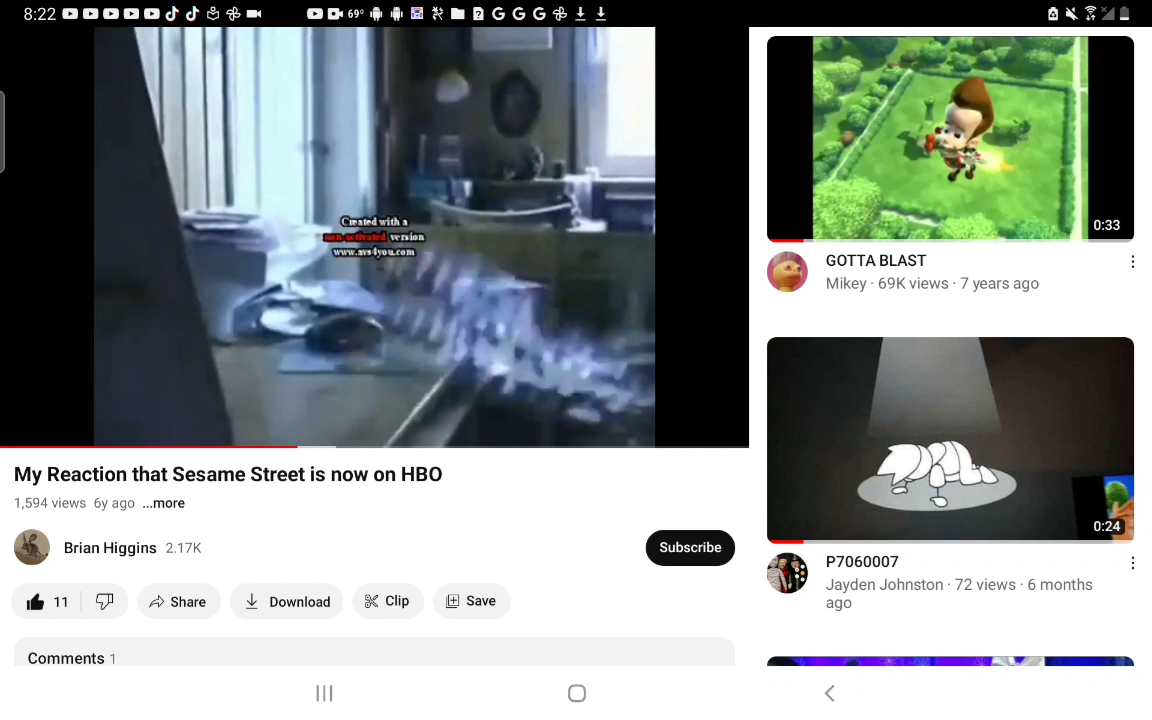 8:22
69°
Created with a
non-activated version
www.avs4you.com
My Reaction that Sesame Street is now on HBO
1,594 views 6y ago ...more
Brian Higgins 2.17K
Subscribe
11
Share
Download
Clip
Save
Comments 1
0:33
GOTTA BLAST
Mikey · 69K views · 7 years ago
0:24
P7060007
Jayden Johnston · 72 views · 6 months
ago